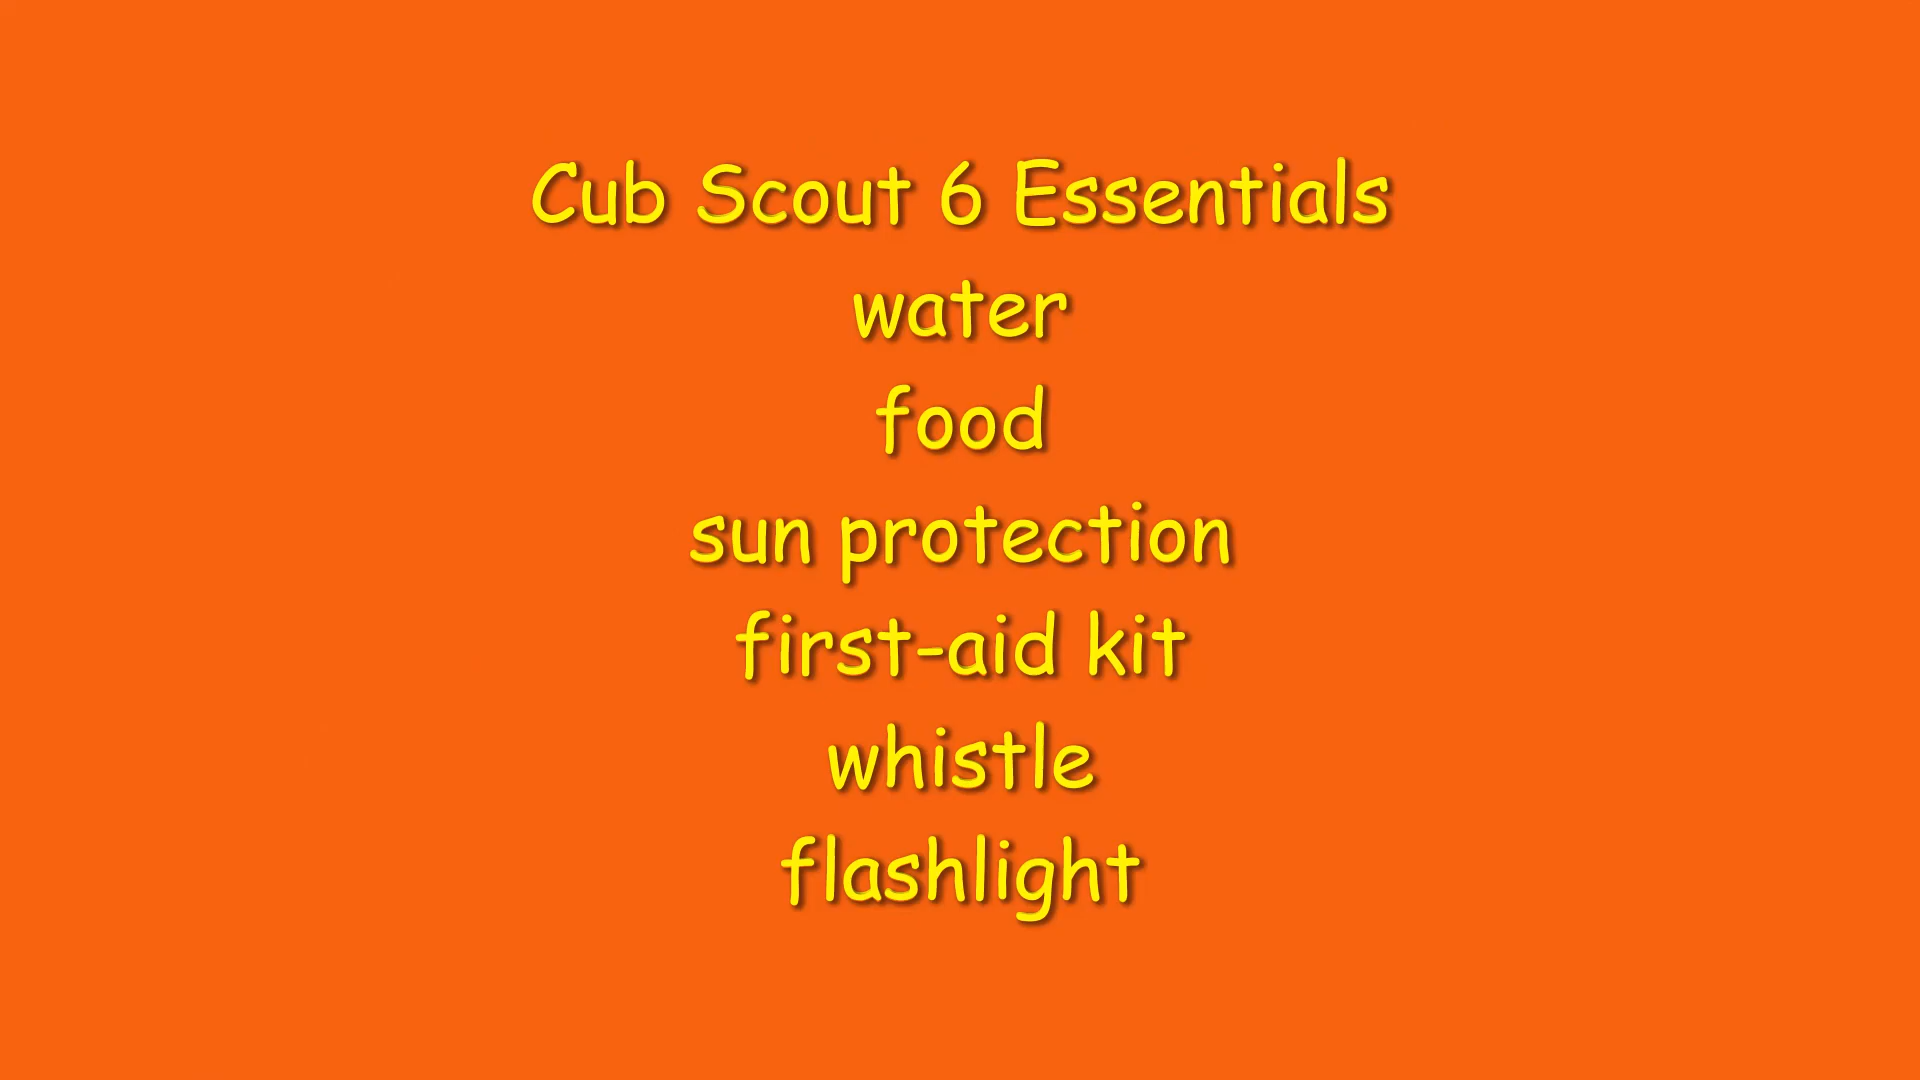 Cub Scout 6 Essentials
water
food
sun protection
first-aid kit
whistle
flashlight